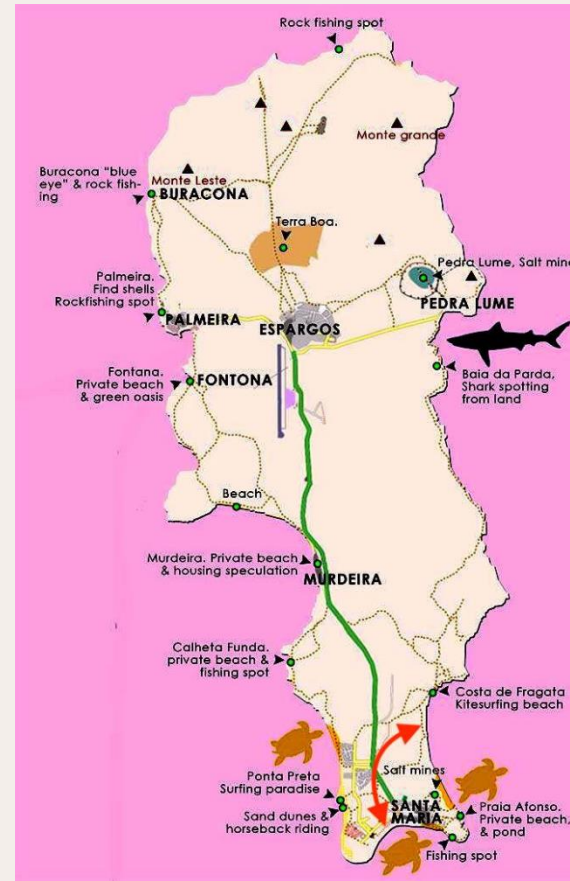 Rock fishing spot
Monte grande
Buracona "blue
eye" & rock fish-
ing
Monte Leste
BURACONA
Terra Boa.
Pedra Lume, Salt mine
PEDRA LUME
Palmeira.
Find shells
Rockfishing spot
PALMEIRA
ESPARGOS
Fontana.
Private beach
& green oasis
FONTONA
Baia da Parda,
Shark spotting
from land
Beach
Murdeira. Private beach
& housing speculation
MURDEIRA
Calheta Funda.
private beach &
fishing spot
Costa de Fragata
Kitesurfing beach
Ponta Preta
Surfing paradise
Sand dunes &
horseback riding
Salt mines
SANTA
MARIA
Praia Afonso.
Private beach,
& pond
Fishing spot